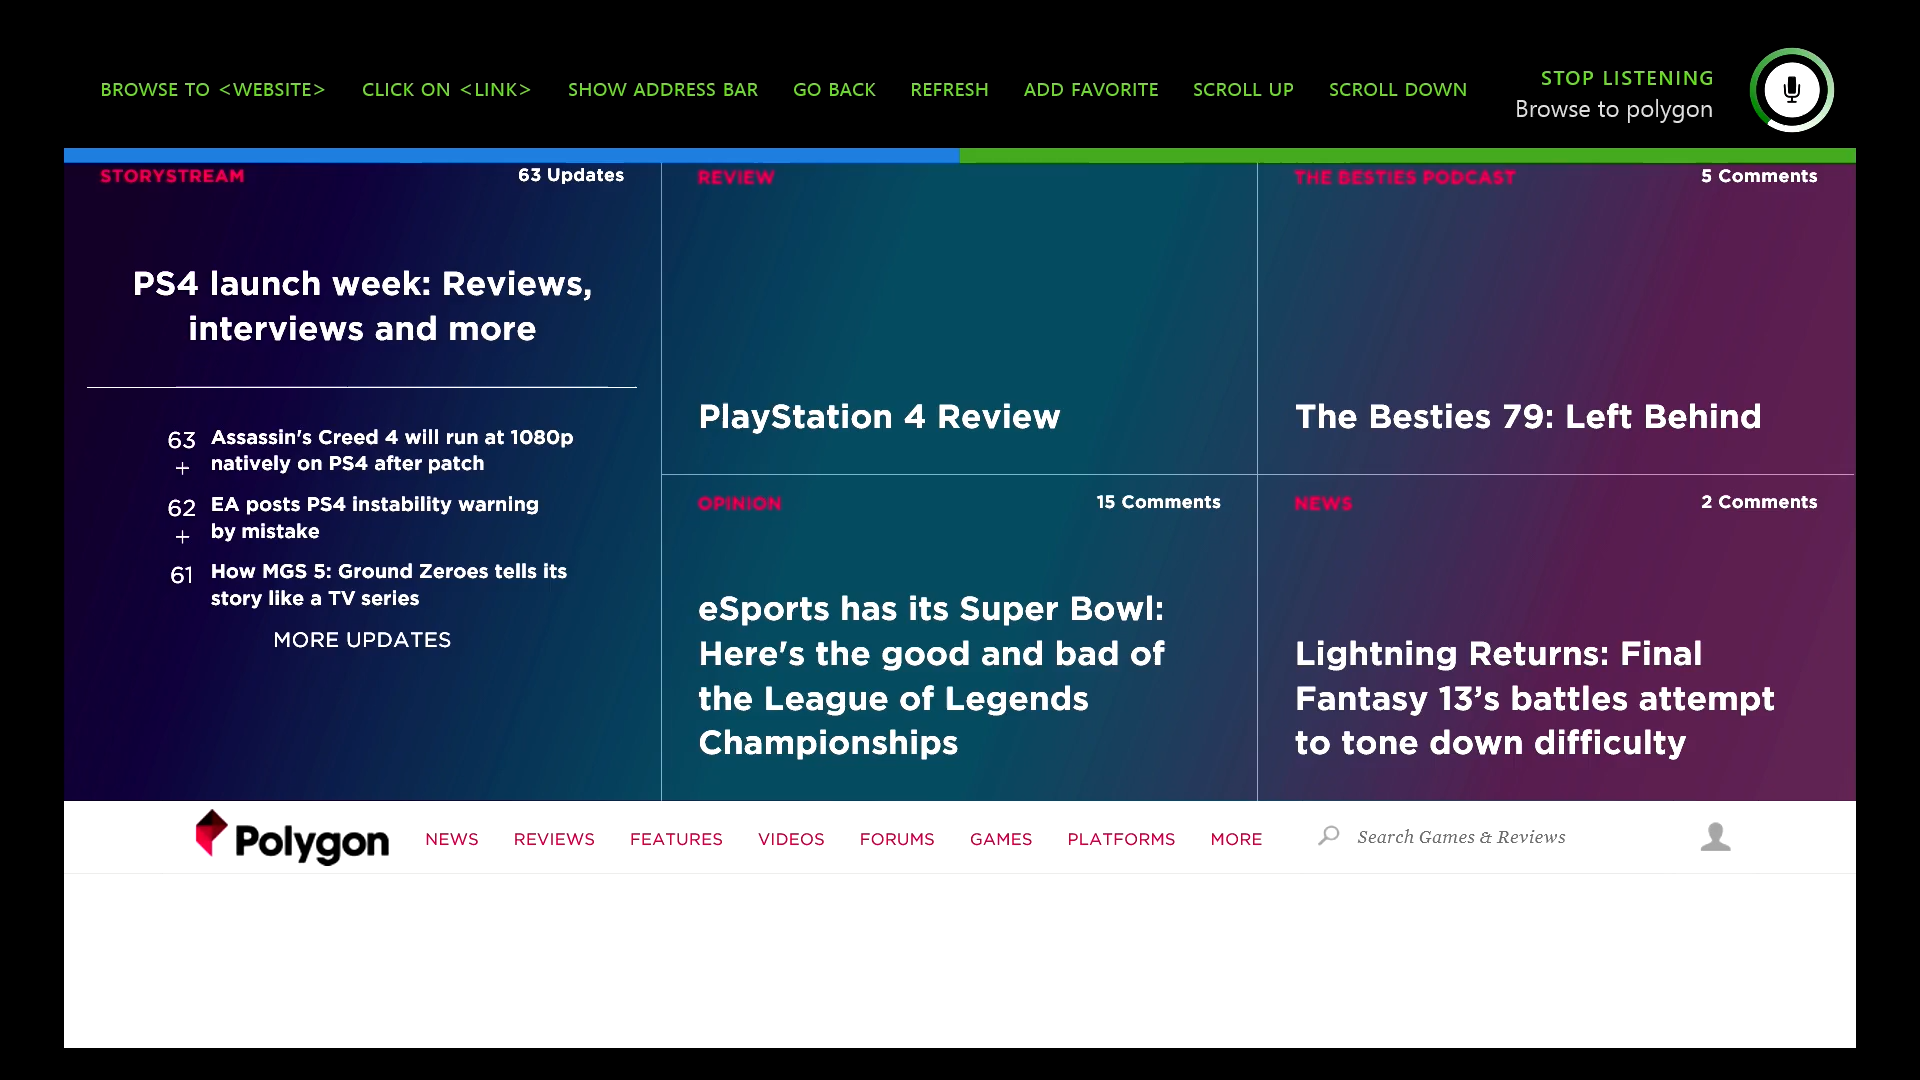 BROWSE TO <WEBSITE> CLICK ON <LINK> SHOW ADDRESS BAR GO BACK REFRESH ADD FAVORITE SCROLL UP SCROLL DOWN
STOP LISTENING
Browse to polygon
STORYSTREAM 63 Updates
PS4 launch week: Reviews,
interviews and more
63 Assassin's Creed 4 will run at 1080p
+ natively on PS4 after patch
62 EA posts PS4 instability warning
+ by mistake
61 How MGS 5: Ground Zeroes tells its
story like a TV series
MORE UPDATES
REVIEW
PlayStation 4 Review
THE BESTIES PODCAST 5 Comments
The Besties 79: Left Behind
OPINION 15 Comments
eSports has its Super Bowl:
Here's the good and bad of
the League of Legends
Championships
NEWS 2 Comments
Lightning Returns: Final
Fantasy 13’s battles attempt
to tone down difficulty
Polygon NEWS REVIEWS FEATURES VIDEOS FORUMS GAMES PLATFORMS MORE Search Games & Reviews